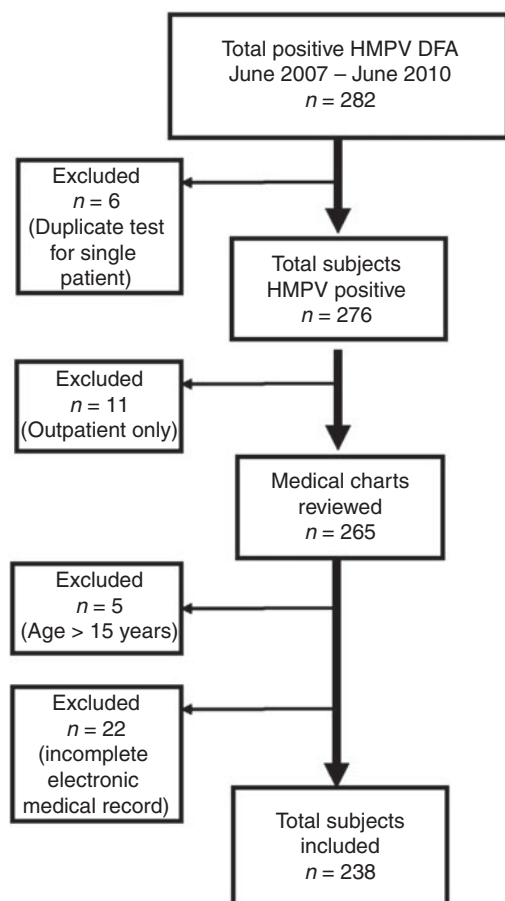 Total positive HMPV DFA
June 2007 – June 2010
n = 282
Excluded
n = 6
(Duplicate test
for single
patient)
Total subjects
HMPV positive
n = 276
Excluded
n = 11
(Outpatient only)
Medical charts
reviewed
n = 265
Excluded
n = 5
(Age > 15 years)
Excluded
n = 22
(incomplete
electronic
medical record)
Total subjects
included
n = 238